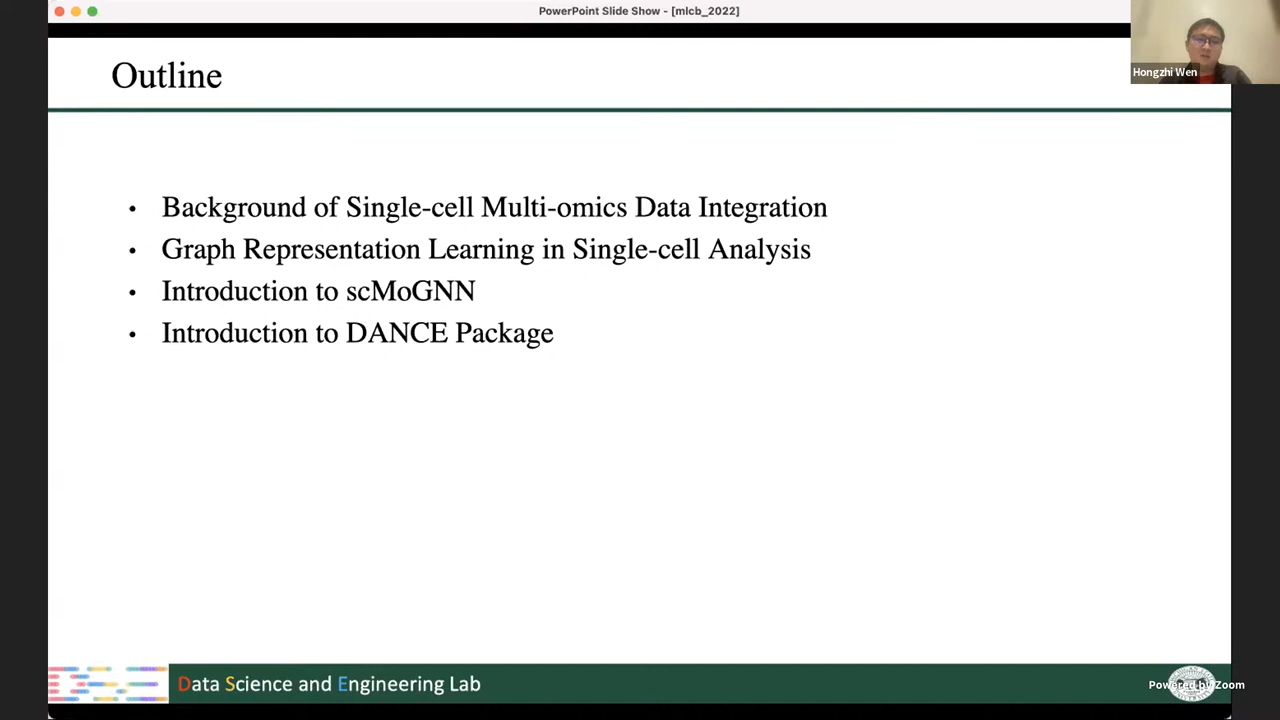 PowerPoint Slide Show - [mlcb_2022]
Hongzhi Wen
Outline
• Background of Single-cell Multi-omics Data Integration
• Graph Representation Learning in Single-cell Analysis
• Introduction to scMoGNN
• Introduction to DANCE Package
Data Science and Engineering Lab
Powered by Zoom